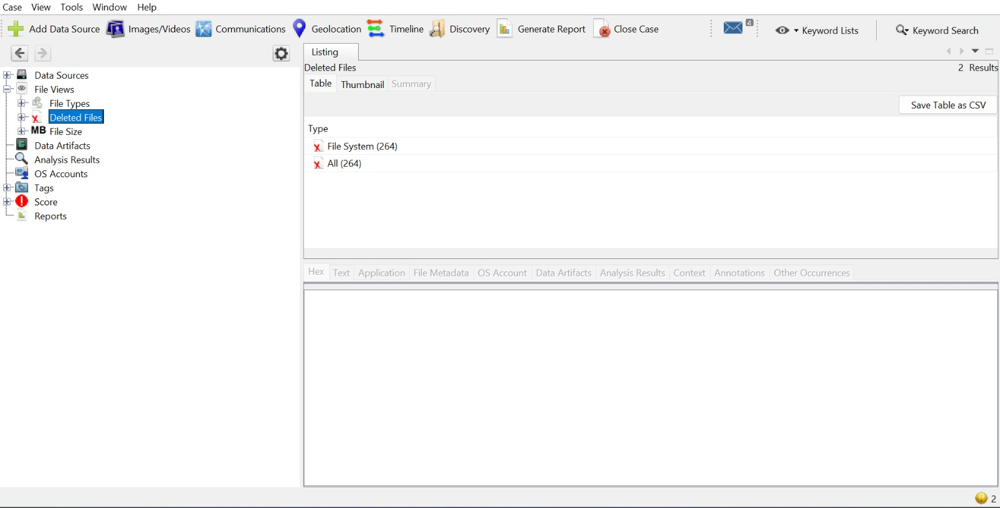 Case View Tools Window Help
Add Data Source Images/Videos Communications Geolocation Timeline Discovery Generate Report Close Case 4 Keyword Lists Keyword Search
Listing
Deleted Files 2 Results
Table Thumbnail Summary
Save Table as CSV
Type
File System (264)
All (264)
Data Sources
File Views
File Types
Deleted Files
MB File Size
Data Artifacts
Analysis Results
OS Accounts
Tags
Score
Reports
Hex Text Application File Metadata OS Account Data Artifacts Analysis Results Context Annotations Other Occurrences
2